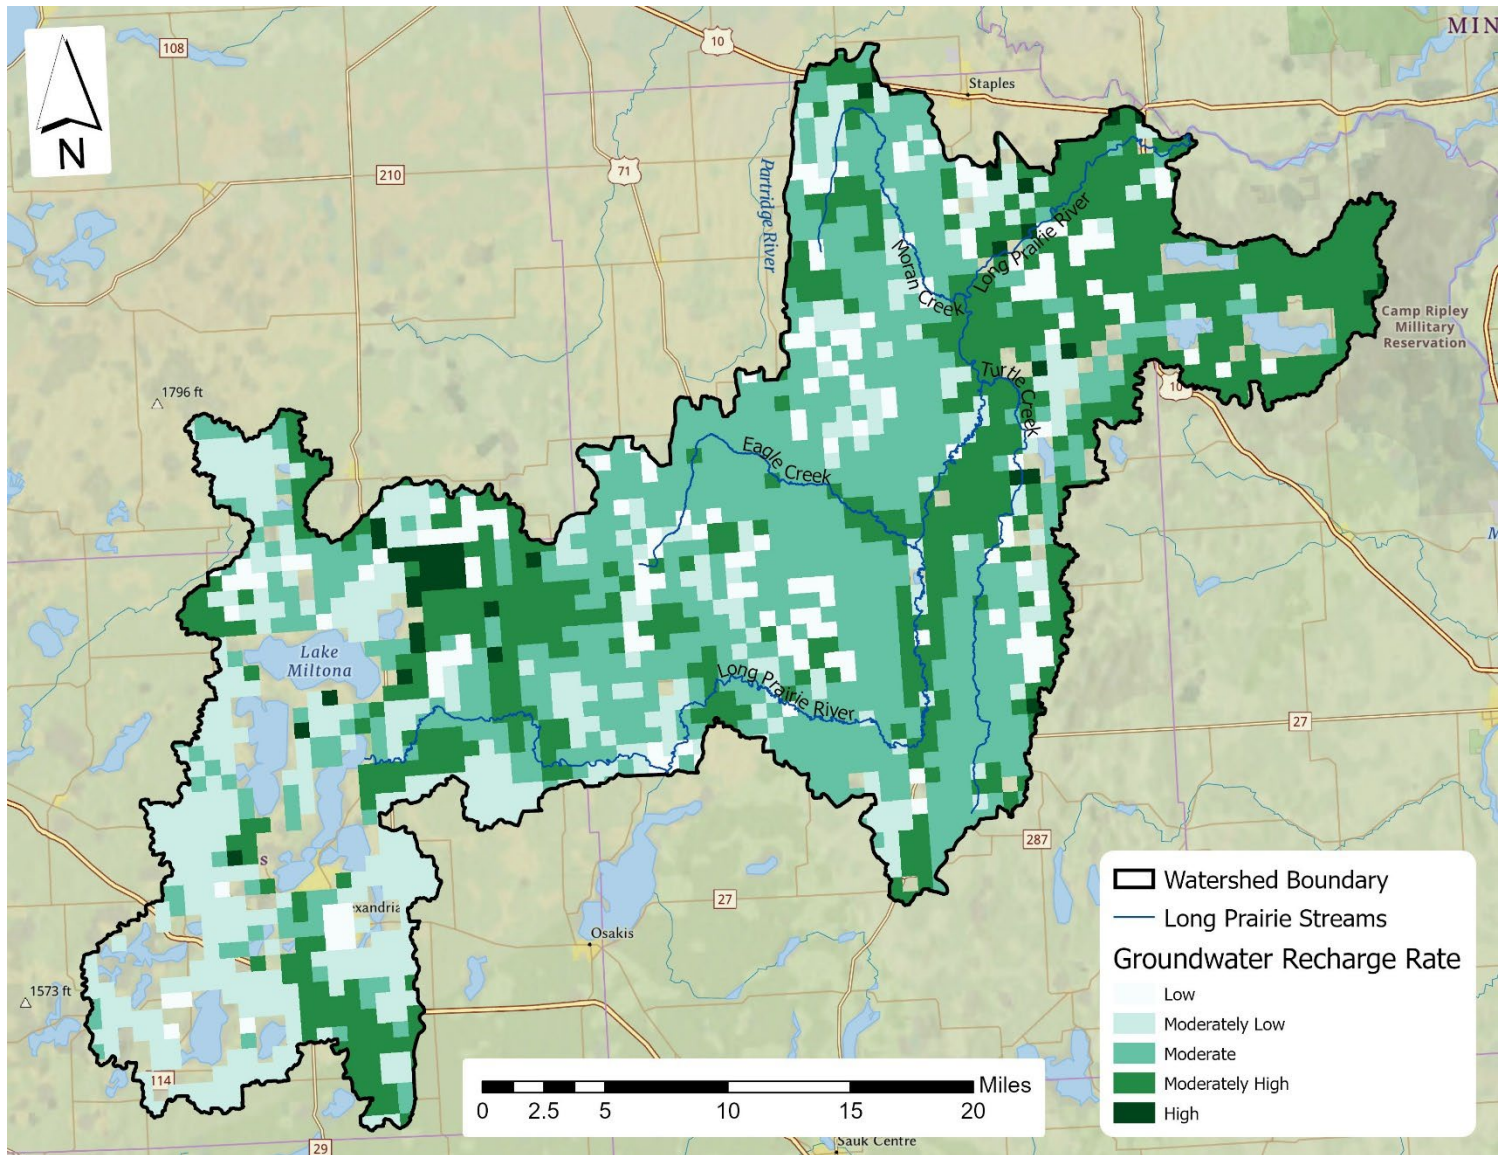 108
10
MIN
Staples
N
210
71
Partridge River
Long Prairie River
Moran Creek
Camp Ripley
Millitary
Reservation
Turtle Creek
10
1796 ft
Eagle Creek
M
Lake
Miltona
Long Prairie River
27
287
s
27
xandria
Osakis
1573 ft
114
29
Sauk Centre
Miles
0 2.5 5 10 15 20
Watershed Boundary
Long Prairie Streams
Groundwater Recharge Rate
Low
Moderately Low
Moderate
Moderately High
High